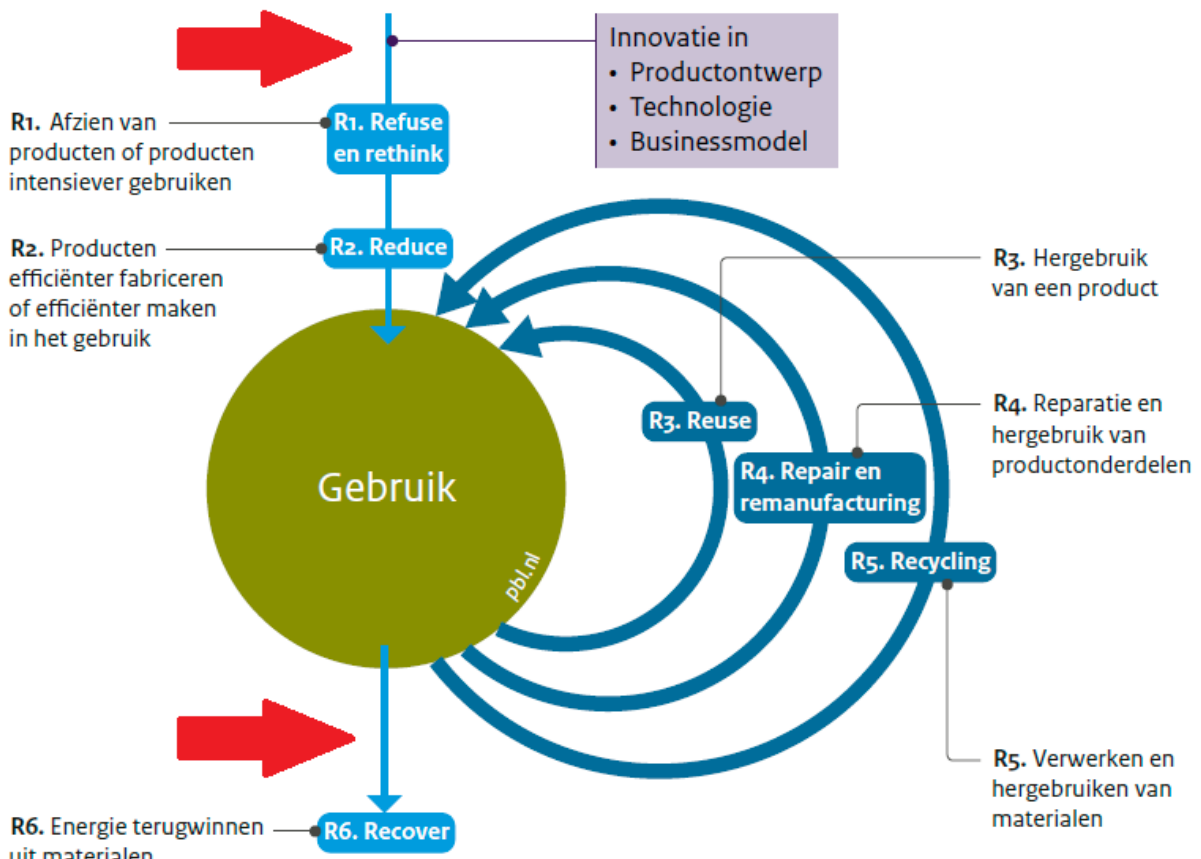 Innovatie in
• Productontwerp
• Technologie
• Businessmodel
R1. Afzien van
producten of producten
intensiever gebruiken
R1. Refuse
en rethink
R2. Producten
efficiënter fabriceren
of efficiënter maken
in het gebruik
R2. Reduce
R3. Hergebruik
van een product
R3. Reuse
R4. Reparatie en
hergebruik van
productonderdelen
R4. Repair en
remanufacturing
Gebruik
pbl.nl
R5. Recycling
R5. Verwerken en
hergebruiken van
materialen
R6. Energie terugwinnen
uit materialen
R6. Recover